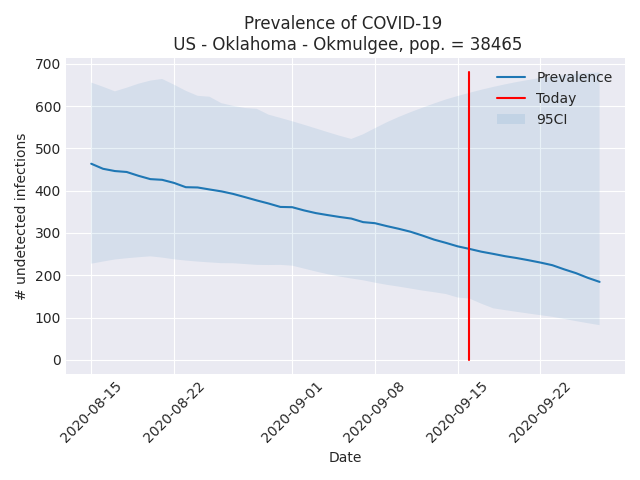 Prevalence of COVID-19
US - Oklahoma - Okmulgee, pop. = 38465
700
600
500
400
300
200
100
0
# undetected infections
Prevalence
Today
95CI
2020-08-15
2020-08-22
2020-09-01
2020-09-08
2020-09-15
2020-09-22
Date